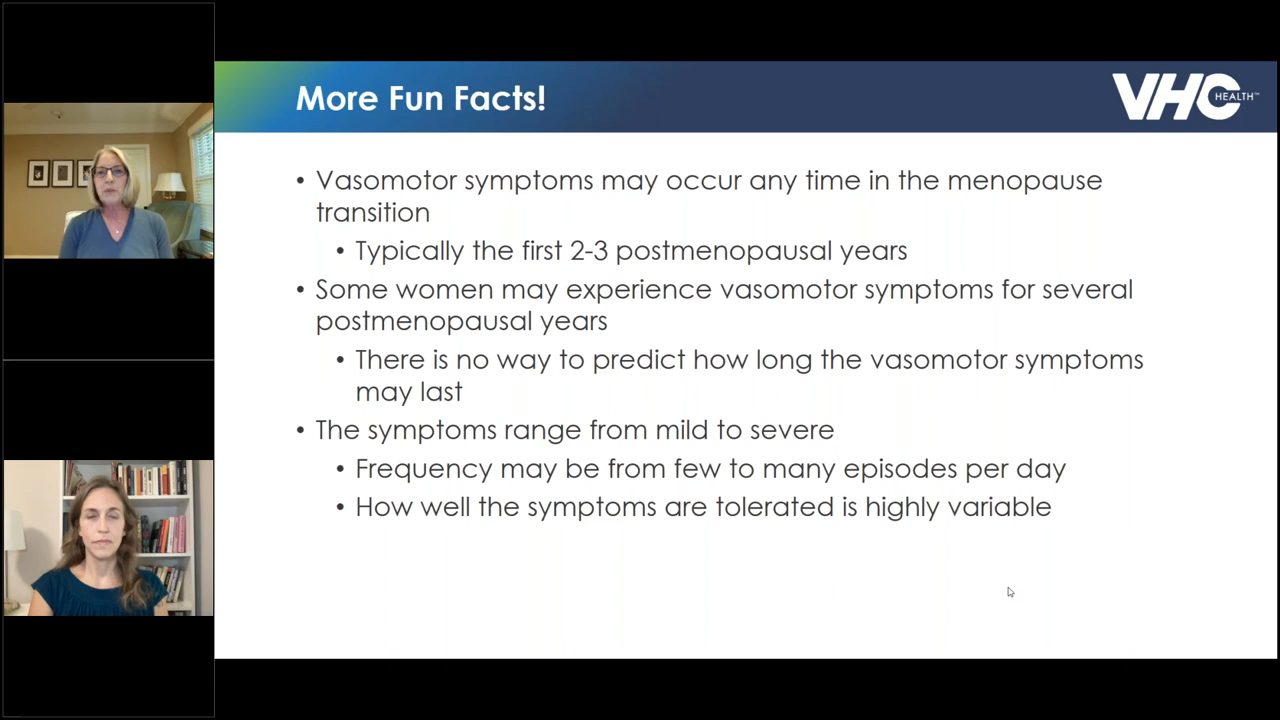 More Fun Facts!
VHC
HEALTH™
• Vasomotor symptoms may occur any time in the menopause
transition
• Typically the first 2-3 postmenopausal years
• Some women may experience vasomotor symptoms for several
postmenopausal years
• There is no way to predict how long the vasomotor symptoms
may last
• The symptoms range from mild to severe
• Frequency may be from few to many episodes per day
• How well the symptoms are tolerated is highly variable